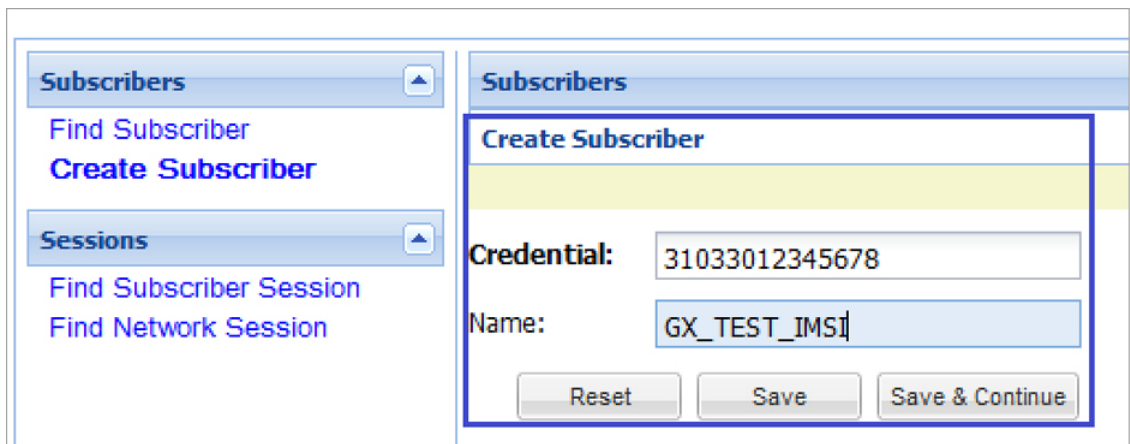 Subscribers
Find Subscriber
Create Subscriber
Sessions
Find Subscriber Session
Find Network Session
Subscribers
Create Subscriber
Credential: 31033012345678
Name: GX_TEST_IMSI
Reset Save Save & Continue